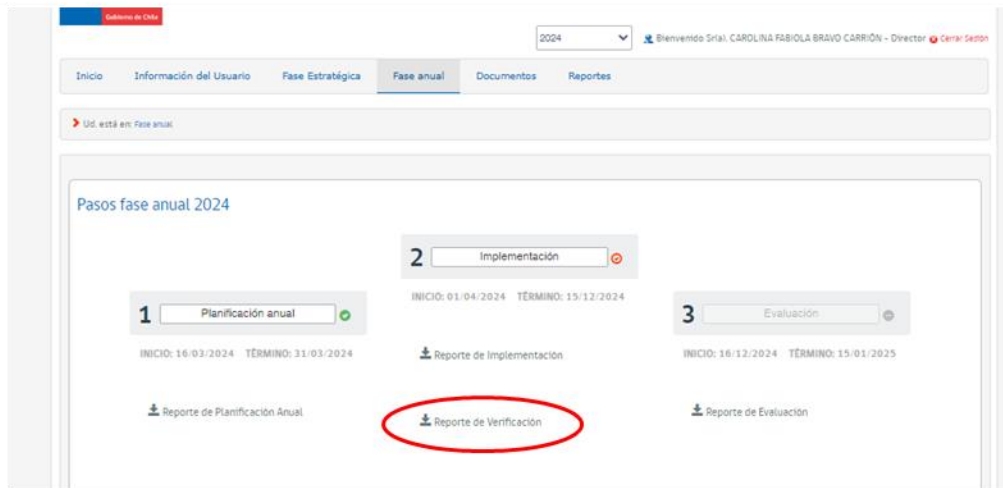 Gobierno de Chile
2024
Bienvenido Sr(a). CAROLINA FABIOLA BRAVO CARRIÓN - Director
Cerrar Sesión
Inicio
Información del Usuario
Fase Estratégica
Fase anual
Documentos
Reportes
Ud. está en: Fase anual
Pasos fase anual 2024
2 Implementación
INICIO: 01/04/2024 TÉRMINO: 15/12/2024
1 Planificación anual
3 Evaluación
INICIO: 16/03/2024 TÉRMINO: 31/03/2024
Reporte de Implementación
INICIO: 16/12/2024 TÉRMINO: 15/01/2025
Reporte de Planificación Anual
Reporte de Verificación
Reporte de Evaluación